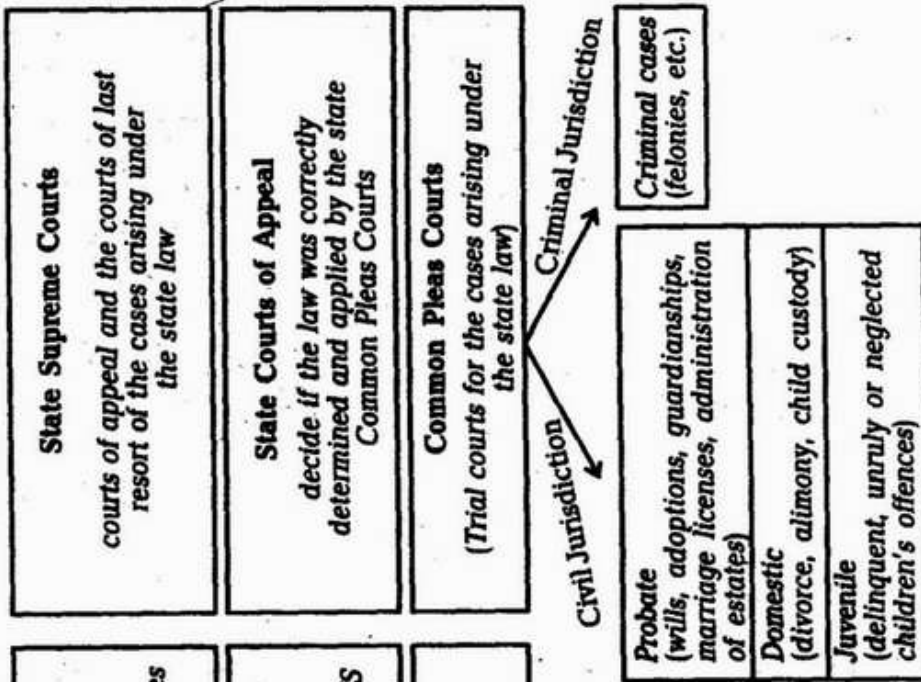 State Supreme Courts
courts of appeal and the courts of last
resort of the cases arising under
the state law
State Courts of Appeal
decide if the law was correctly
determined and applied by the state
Common Pleas Courts
Common Pleas Courts
(Trial courts for the cases arising under
the state law)
Civil Jurisdiction
Criminal Jurisdiction
Probate
(wills, adoptions, guardianships,
marriage licenses, administration
of estates)
Domestic
(divorce, alimony, child custody)
Juvenile
(delinquent, unruly or neglected
children's offences)
Criminal cases
(felonies, etc.)